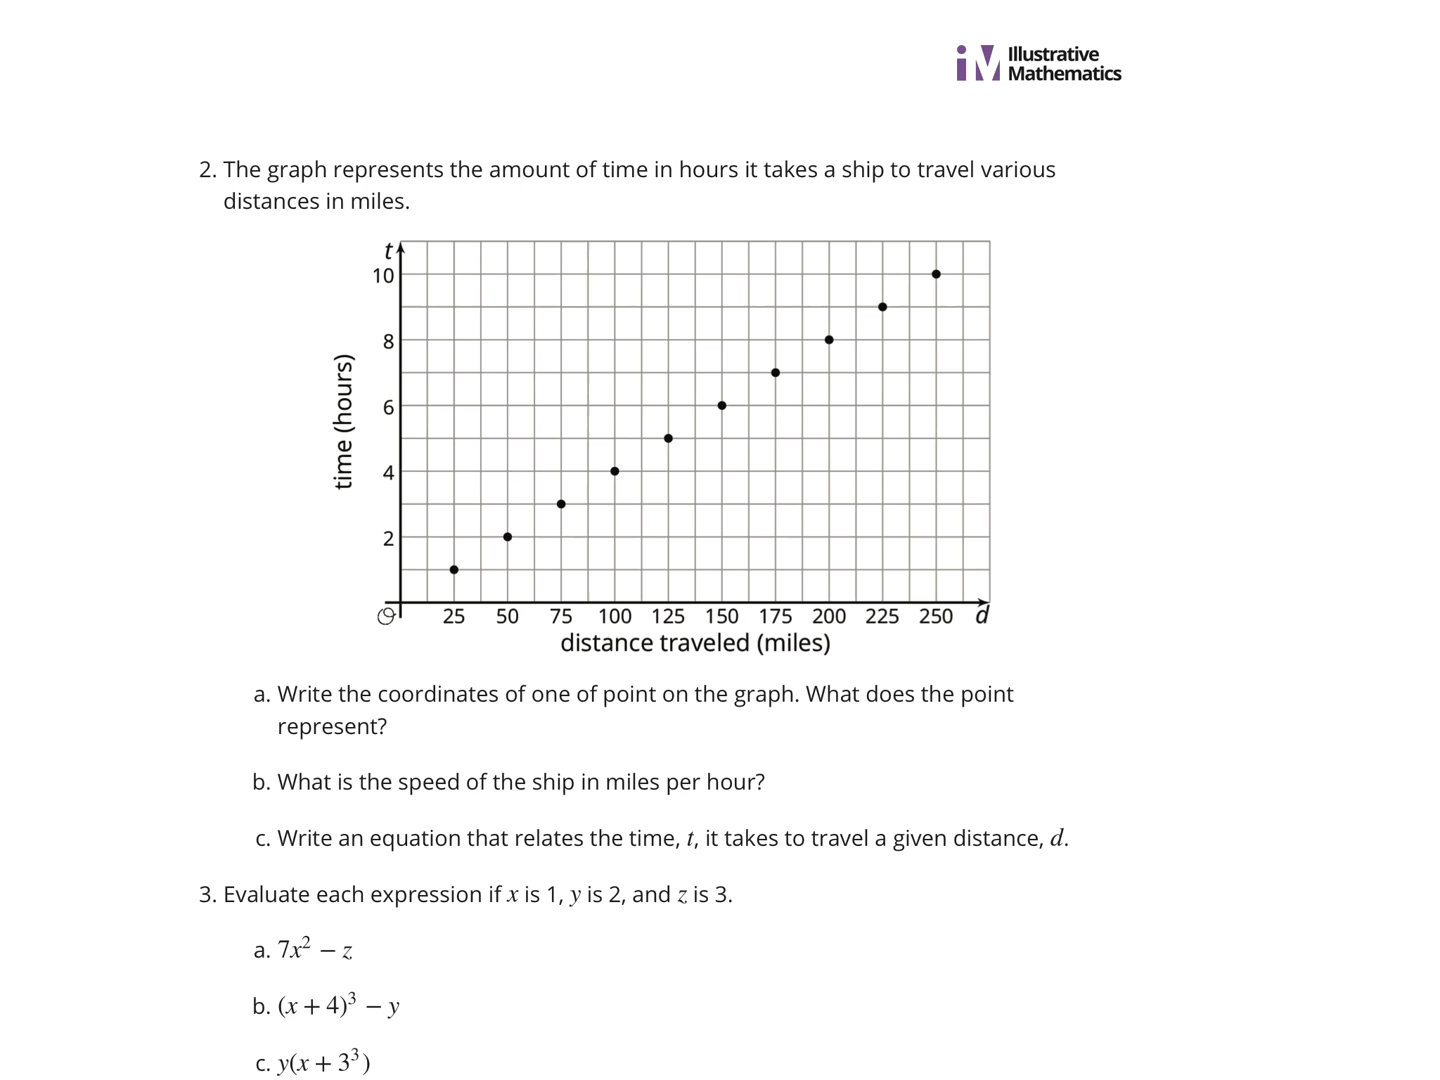 Illustrative
Mathematics
2. The graph represents the amount of time in hours it takes a ship to travel various
distances in miles.
t
10
8
6
4
2
time (hours)
O
25 50 75 100 125 150 175 200 225 250 d
distance traveled (miles)
a. Write the coordinates of one of point on the graph. What does the point
represent?
b. What is the speed of the ship in miles per hour?
c. Write an equation that relates the time, t, it takes to travel a given distance, d.
3. Evaluate each expression if x is 1, y is 2, and z is 3.
a. 7x² − z
b. (x + 4)³ − y
c. y(x + 3³)